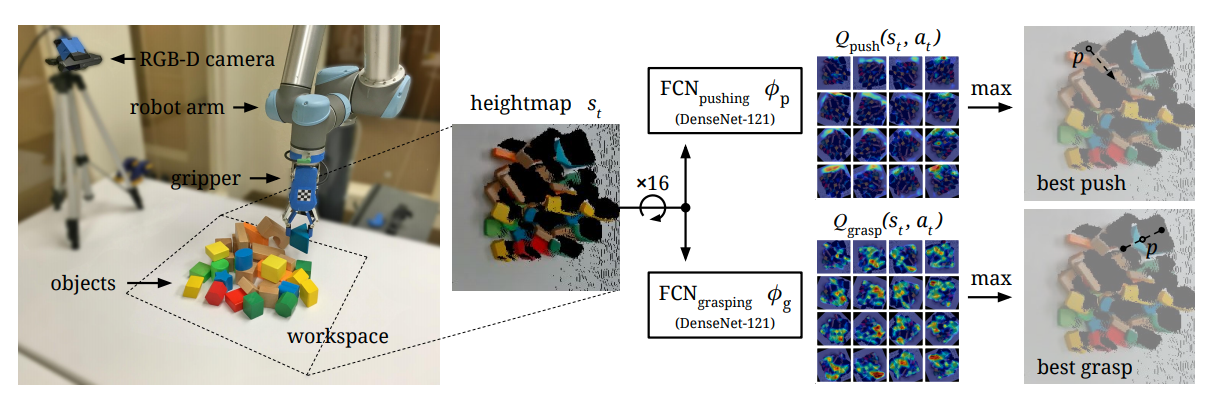 RGB-D camera
robot arm
gripper
objects
workspace
heightmap s_t
×16
FCN_pushing ϕ_p
(DenseNet-121)
FCN_grasping ϕ_g
(DenseNet-121)
Q_push(s_t, a_t)
Q_grasp(s_t, a_t)
max
max
p
best push
p
best grasp